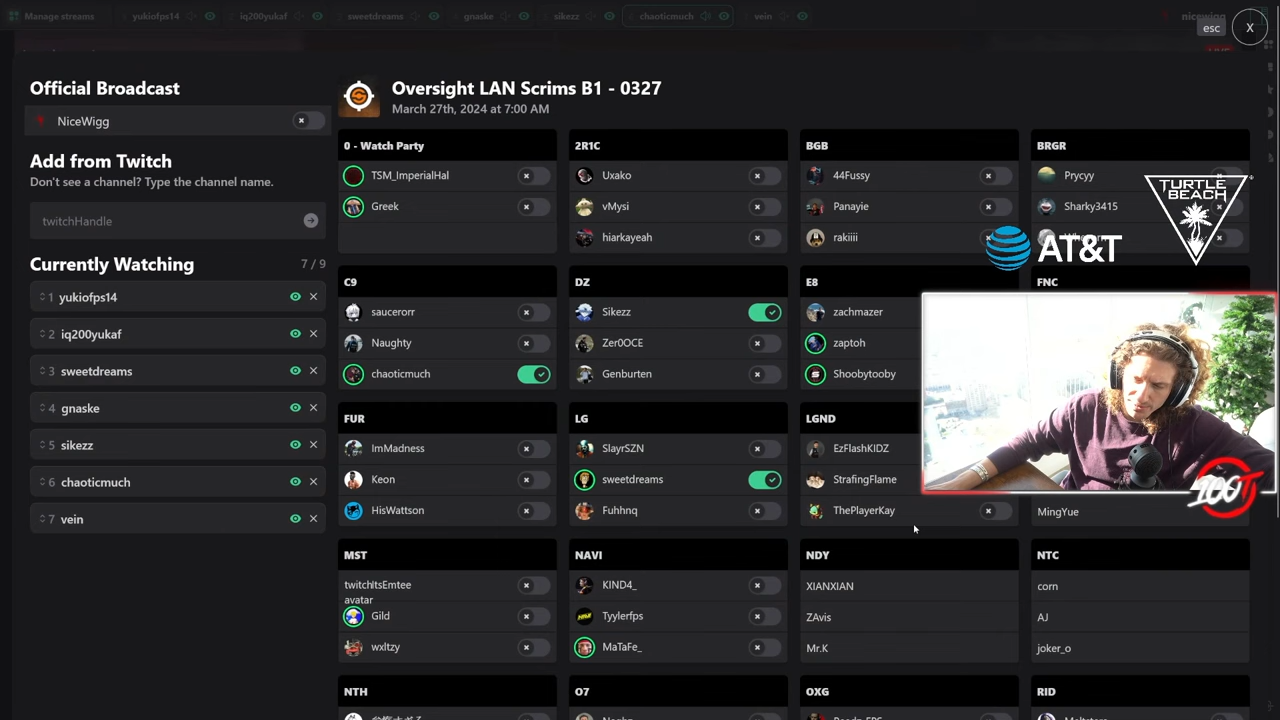 Manage streams
yukiofps14
iq200yukaf
sweetdreams
gnaske
sikezz
chaoticmuch
vein
nicewigg
esc
X
LIVE
Official Broadcast
NiceWigg
Add from Twitch
Don't see a channel? Type the channel name.
twitchHandle
Currently Watching
7 / 9
1 yukiofps14
2 iq200yukaf
3 sweetdreams
4 gnaske
5 sikezz
6 chaoticmuch
7 vein
Oversight LAN Scrims B1 - 0327
March 27th, 2024 at 7:00 AM
0 - Watch Party
TSM_ImperialHal
Greek
2R1C
Uxako
vMysi
hiarkayeah
BGB
44Fussy
Panayie
rakiiii
BRGR
Prycyy
Sharky3415
TURTLE
BEACH
AT&T
C9
saucerorr
Naughty
chaoticmuch
DZ
Sikezz
Zer0OCE
Genburten
E8
zachmazer
zaptoh
Shoobytooby
FNC
FUR
ImMadness
Keon
HisWattson
LG
SlayrSZN
sweetdreams
Fuhhnq
LGND
EzFlashKIDZ
StrafingFlame
ThePlayerKay
MingYue
100T
MST
twitchItsEmtee
avatar
Gild
wxltzy
NAVI
KIND4_
Tyylerfps
MaTaFe_
NDY
XIANXIAN
ZAvis
Mr.K
NTC
corn
AJ
joker_o
NTH
O7
OXG
RID